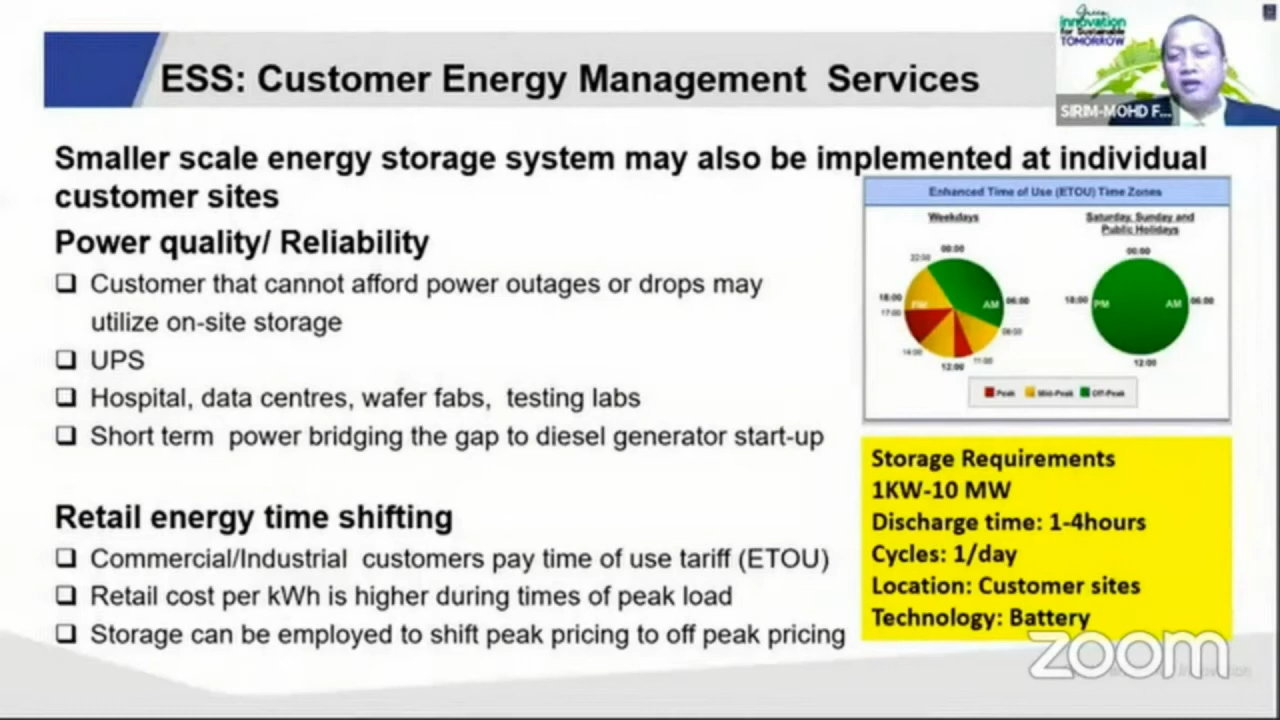 Green
innovation
for Sustainable
TOMORROW
SIRIM-MOHD F...
ESS: Customer Energy Management Services
Smaller scale energy storage system may also be implemented at individual
customer sites
Power quality/ Reliability
❑ Customer that cannot afford power outages or drops may
utilize on-site storage
❑ UPS
❑ Hospital, data centres, wafer fabs, testing labs
❑ Short term power bridging the gap to diesel generator start-up
Retail energy time shifting
❑ Commercial/Industrial customers pay time of use tariff (ETOU)
❑ Retail cost per kWh is higher during times of peak load
❑ Storage can be employed to shift peak pricing to off peak pricing
Enhanced Time of Use (ETOU) Time Zones
Weekdays
00:00
22:00
18:00 PM AM 06:00
17:00
08:00
14:00
11:00
12:00
Saturday, Sunday and
Public Holidays
00:00
18:00 PM AM 06:00
12:00
Peak Mid-Peak Off-Peak
Storage Requirements
1KW-10 MW
Discharge time: 1-4hours
Cycles: 1/day
Location: Customer sites
Technology: Battery
zoom